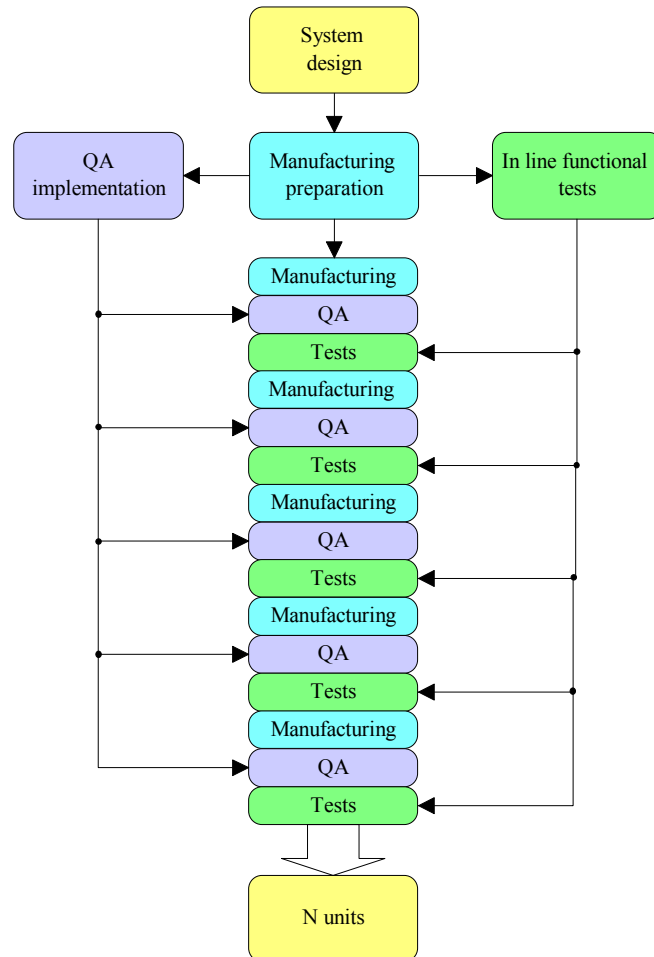 System
design
QA
implementation
Manufacturing
preparation
In line functional
tests
Manufacturing
QA
Tests
Manufacturing
QA
Tests
Manufacturing
QA
Tests
Manufacturing
QA
Tests
Manufacturing
QA
Tests
N units